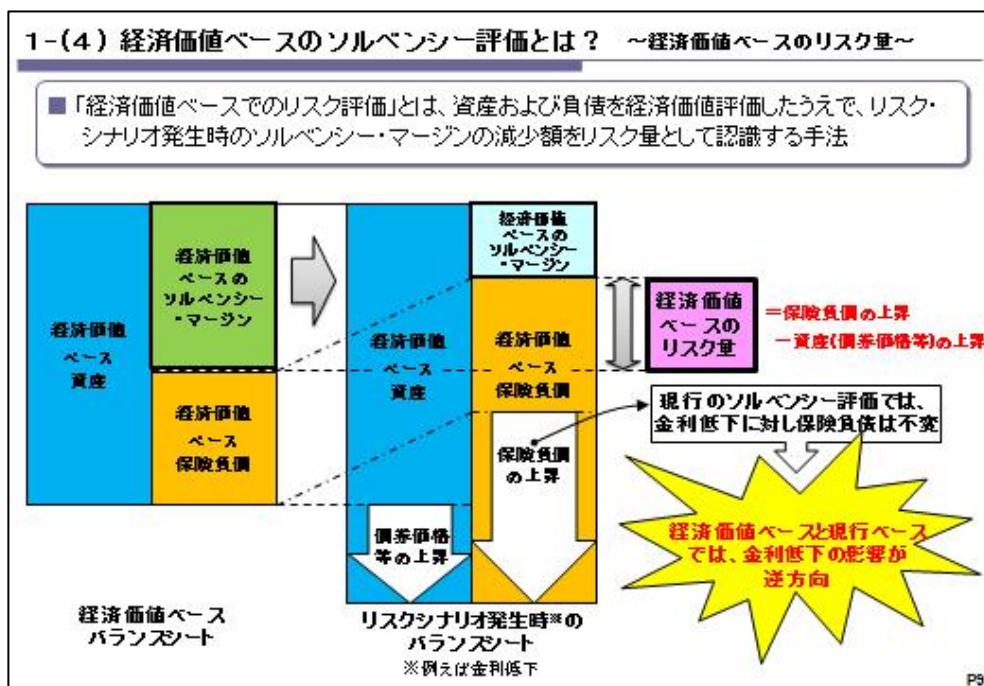 1-(4) 経済価値ベースのソルベンシー評価とは? ~経済価値ベースのリスク量~
■「経済価値ベースでのリスク評価」とは、資産および負債を経済価値評価したうえで、リスク・
シナリオ発生時のソルベンシー・マージンの減少額をリスク量として認識する手法
経済価値
ベース
資産
経済価値
ベースの
ソルベンシー
・マージン
経済価値
ベース
保険負債
経済価値ベース
バランスシート
経済価値
ベース
資産
債券価格
等の上昇
経済価値
ベースの
ソルベンシー
・マージン
経済価値
ベース
保険負債
保険負債
の上昇
リスクシナリオ発生時※の
バランスシート
※例えば金利低下
経済価値
ベースの
リスク量
=保険負債の上昇
-資産(債券価格等)の上昇
現行のソルベンシー評価では、
金利低下に対し保険負債は不変
経済価値ベースと現行ベース
では、金利低下の影響が
逆方向
P9